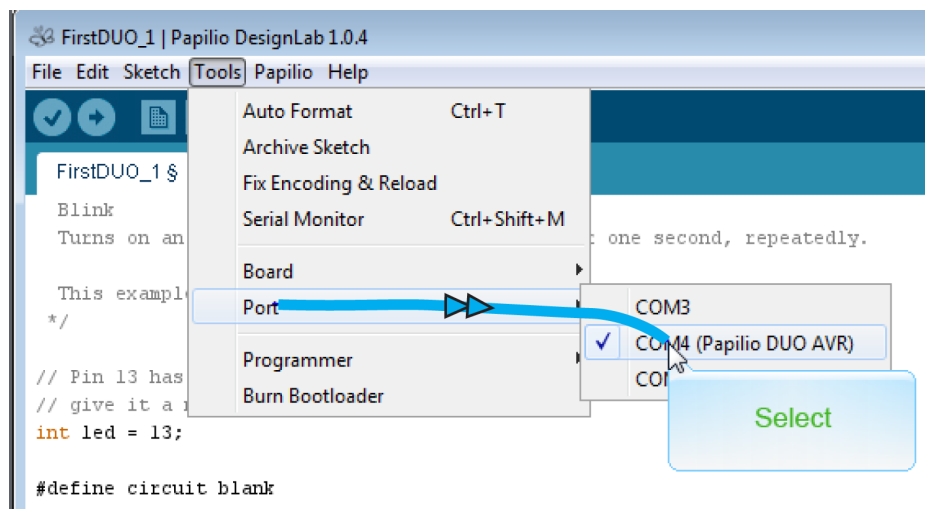 FirstDUO_1 | Papilio DesignLab 1.0.4
File Edit Sketch Tools Papilio Help
FirstDUO_1 §
Auto Format Ctrl+T
Archive Sketch
Fix Encoding & Reload
Serial Monitor Ctrl+Shift+M
Board
Port
Programmer
Burn Bootloader
COM3
COM4 (Papilio DUO AVR)
Select
Blink
Turns on an one second, repeatedly.
This
*/
// Pin 13 has
// give it a
int led = 13;
#define circuit blank